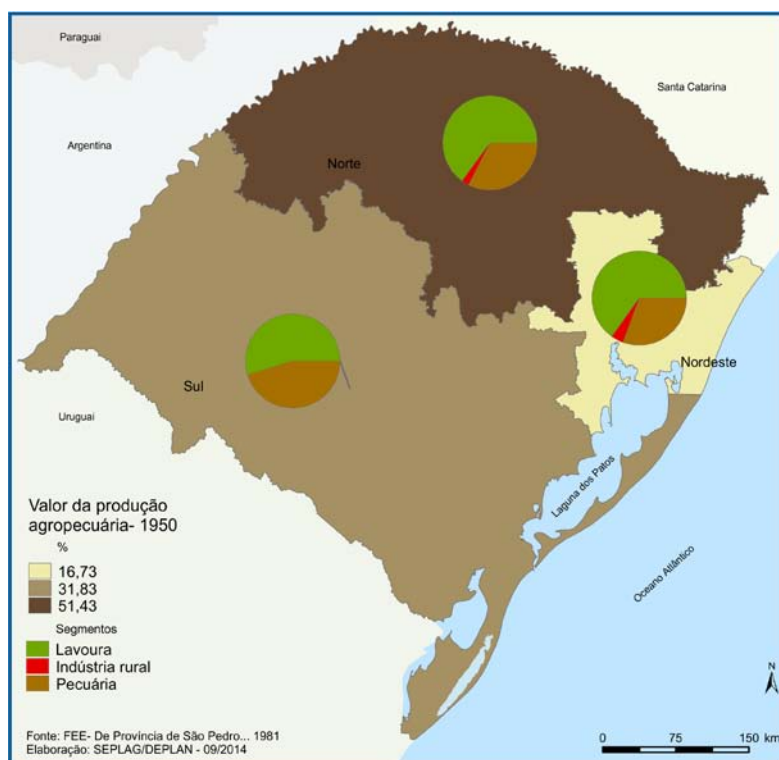 Paraguai
Santa Catarina
Argentina
Norte
Nordeste
Sul
Uruguai
Laguna dos Patos
Oceano Atlântico
Valor da produção
agropecuária- 1950
%
16,73
31,83
51,43
Segmentos
Lavoura
Indústria rural
Pecuária
N
Fonte: FEE- De Província de São Pedro... 1981
Elaboração: SEPLAG/DEPLAN - 09/2014
0 75 150 km